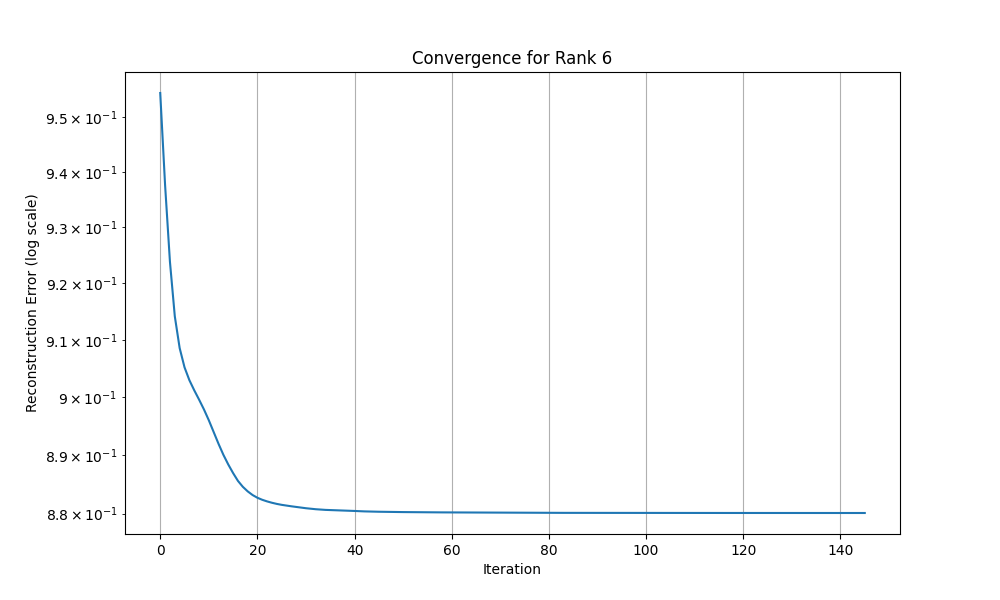 Convergence for Rank 6
Reconstruction Error (log scale)
9.5 × 10⁻¹
9.4 × 10⁻¹
9.3 × 10⁻¹
9.2 × 10⁻¹
9.1 × 10⁻¹
9 × 10⁻¹
8.9 × 10⁻¹
8.8 × 10⁻¹
0 20 40 60 80 100 120 140
Iteration